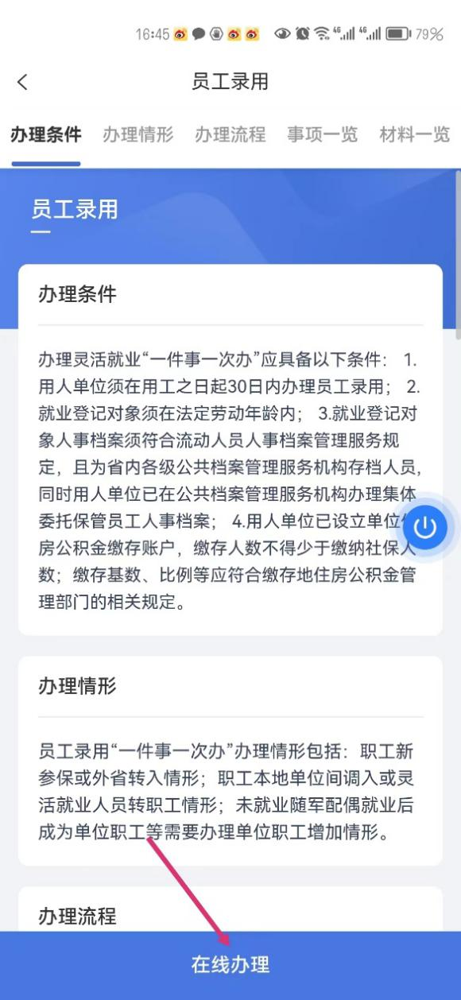 16:45 4G 4G 79%
员工录用
办理条件 办理情形 办理流程 事项一览 材料一览
员工录用
办理条件
办理灵活就业“一件事一次办”应具备以下条件： 1.
用人单位须在用工之日起30日内办理员工录用； 2.
就业登记对象须在法定劳动年龄内； 3.就业登记对
象人事档案须符合流动人员人事档案管理服务规
定，且为省内各级公共档案管理服务机构存档人员，
同时用人单位已在公共档案管理服务机构办理集体
委托保管员工人事档案； 4.用人单位已设立单位
房公积金缴存账户，缴存人数不得少于缴纳社保人
数；缴存基数、比例等应符合缴存地住房公积金管
理部门的相关规定。
办理情形
员工录用“一件事一次办”办理情形包括：职工新
参保或外省转入情形；职工本地单位间调入或灵
活就业人员转职工情形；未就业随军配偶就业后
成为单位职工等需要办理单位职工增加情形。
办理流程
在线办理